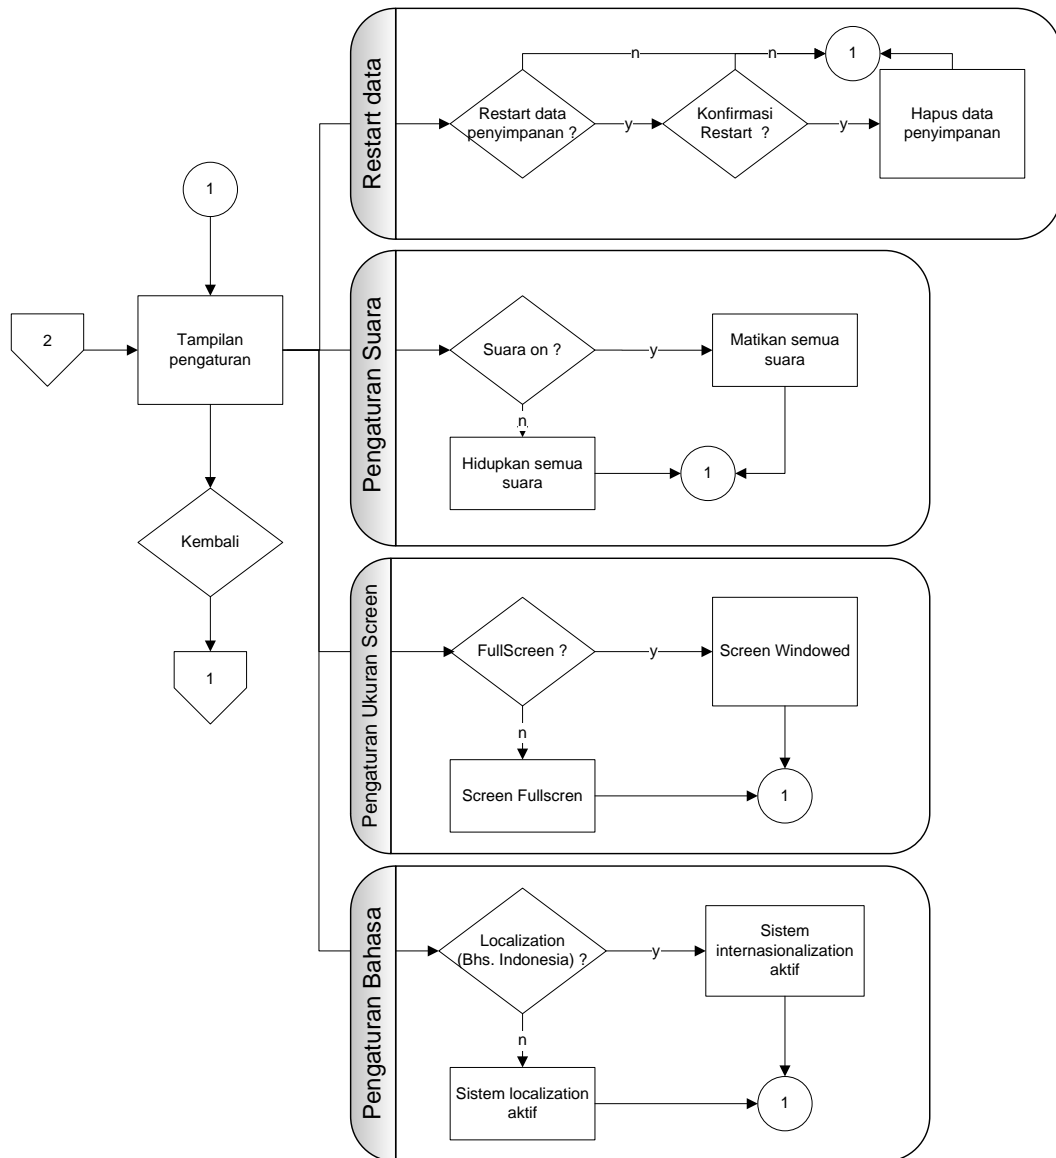 Restart data
Restart data
penyimpanan ?
y
n
Konfirmasi
Restart ?
y
n
1
Hapus data
penyimpanan
1
2
Tampilan
pengaturan
Kembali
1
Pengaturan Suara
Suara on ?
y
Matikan semua
suara
n
Hidupkan semua
suara
1
Pengaturan Ukuran Screen
FullScreen ?
y
Screen Windowed
n
Screen Fullscren
1
Pengaturan Bahasa
Localization
(Bhs. Indonesia) ?
y
Sistem
internasionalization
aktif
n
Sistem localization
aktif
1